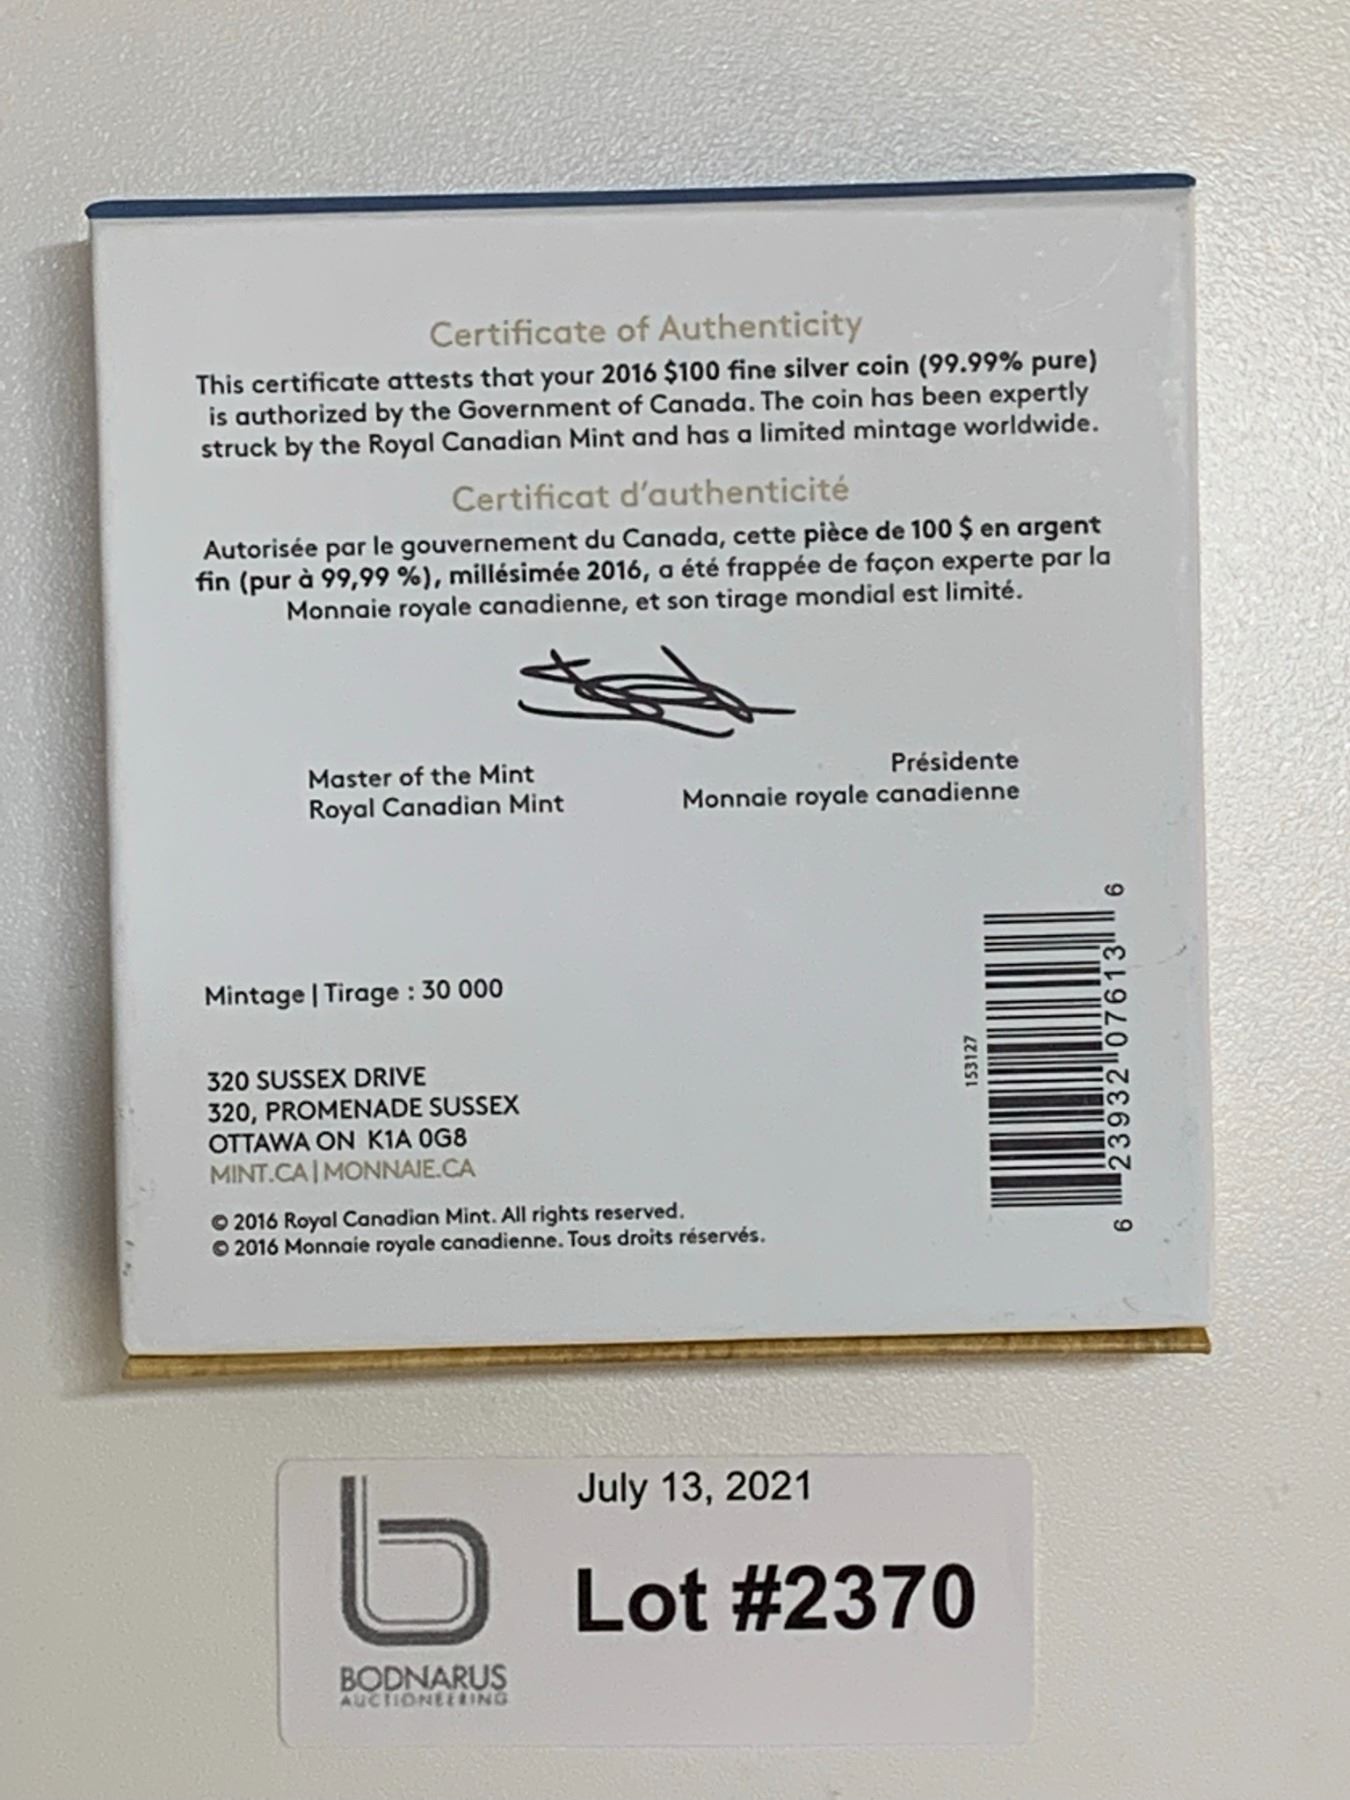 Certificate of Authenticity
This certificate attests that your 2016 $100 fine silver coin (99.99% pure)
is authorized by the Government of Canada. The coin has been expertly
struck by the Royal Canadian Mint and has a limited mintage worldwide.
Certificat d'authenticité
Autorisée par le gouvernement du Canada, cette pièce de 100 $ en argent
fin (pur à 99,99 %), millésimée 2016, a été frappée de façon experte par la
Monnaie royale canadienne, et son tirage mondial est limité.
Master of the Mint
Royal Canadian Mint
Présidente
Monnaie royale canadienne
Mintage | Tirage : 30 000
320 SUSSEX DRIVE
320, PROMENADE SUSSEX
OTTAWA ON K1A 0G8
MINT.CA | MONNAIE.CA
© 2016 Royal Canadian Mint. All rights reserved.
© 2016 Monnaie royale canadienne. Tous droits réservés.
153127
6 23932 07613 6
July 13, 2021
Lot #2370
BODNARUS
AUCTIONEERING